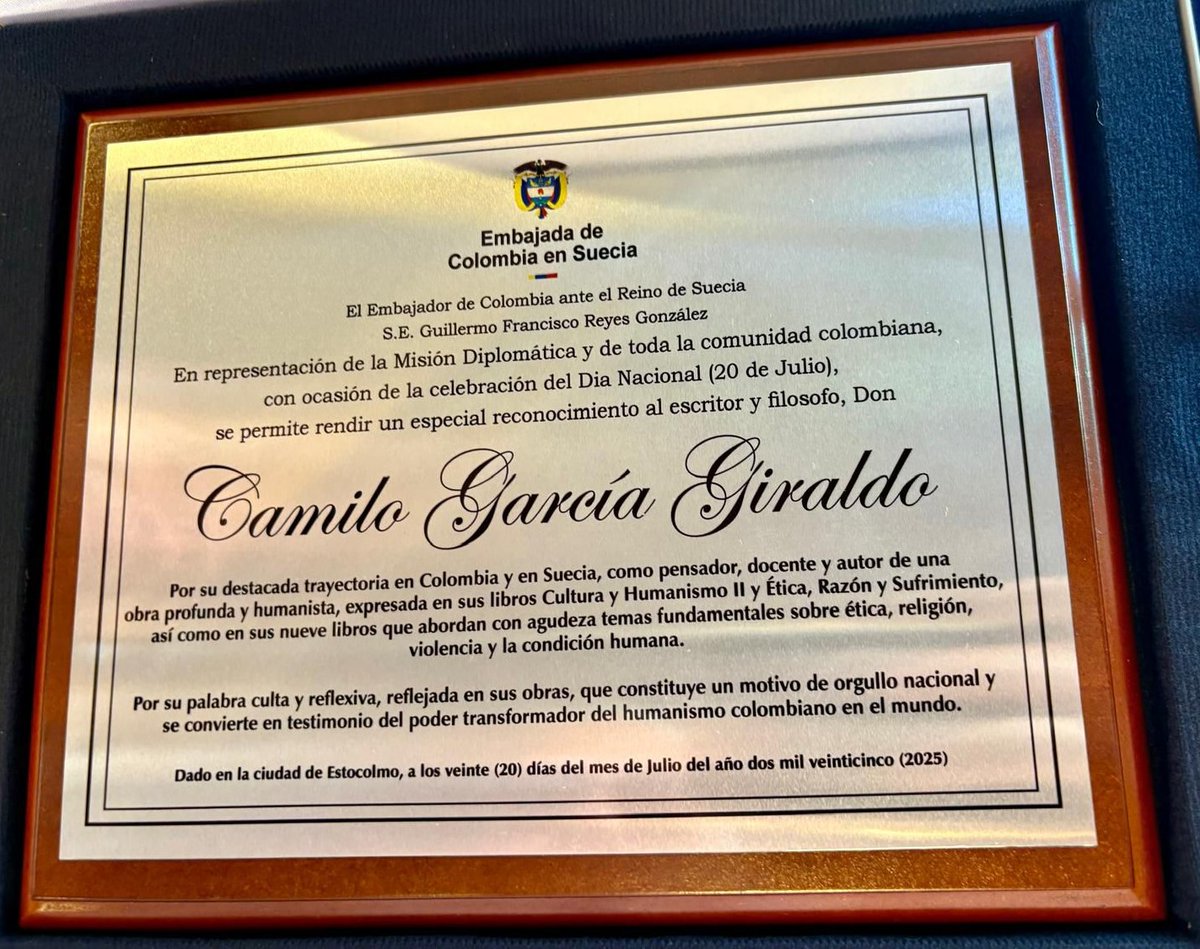 Embajada de
Colombia en Suecia
El Embajador de Colombia ante el Reino de Suecia
S.E. Guillermo Francisco Reyes González
En representación de la Misión Diplomática y de toda la comunidad colombiana,
con ocasión de la celebración del Dia Nacional (20 de Julio),
se permite rendir un especial reconocimiento al escritor y filosofo, Don
Camilo García Giraldo
Por su destacada trayectoria en Colombia y en Suecia, como pensador, docente y autor de una
obra profunda y humanista, expresada en sus libros Cultura y Humanismo II y Ética, Razón y Sufrimiento,
así como en sus nueve libros que abordan con agudeza temas fundamentales sobre ética, religión,
violencia y la condición humana.
Por su palabra culta y reflexiva, reflejada en sus obras, que constituye un motivo de orgullo nacional y
se convierte en testimonio del poder transformador del humanismo colombiano en el mundo.
Dado en la ciudad de Estocolmo, a los veinte (20) días del mes de Julio del año dos mil veinticinco (2025)